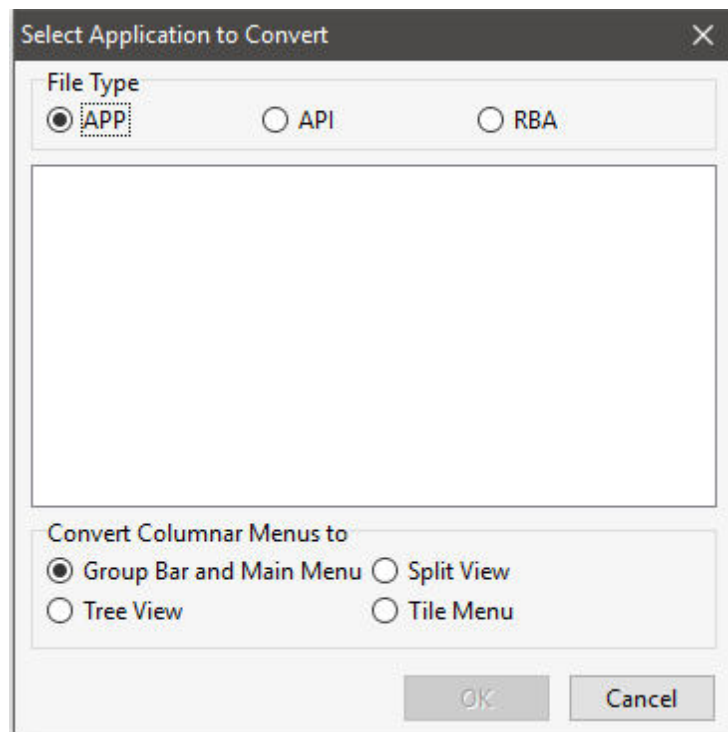 Select Application to Convert
File Type
APP API RBA
Convert Columnar Menus to
Group Bar and Main Menu Split View
Tree View Tile Menu
OK Cancel